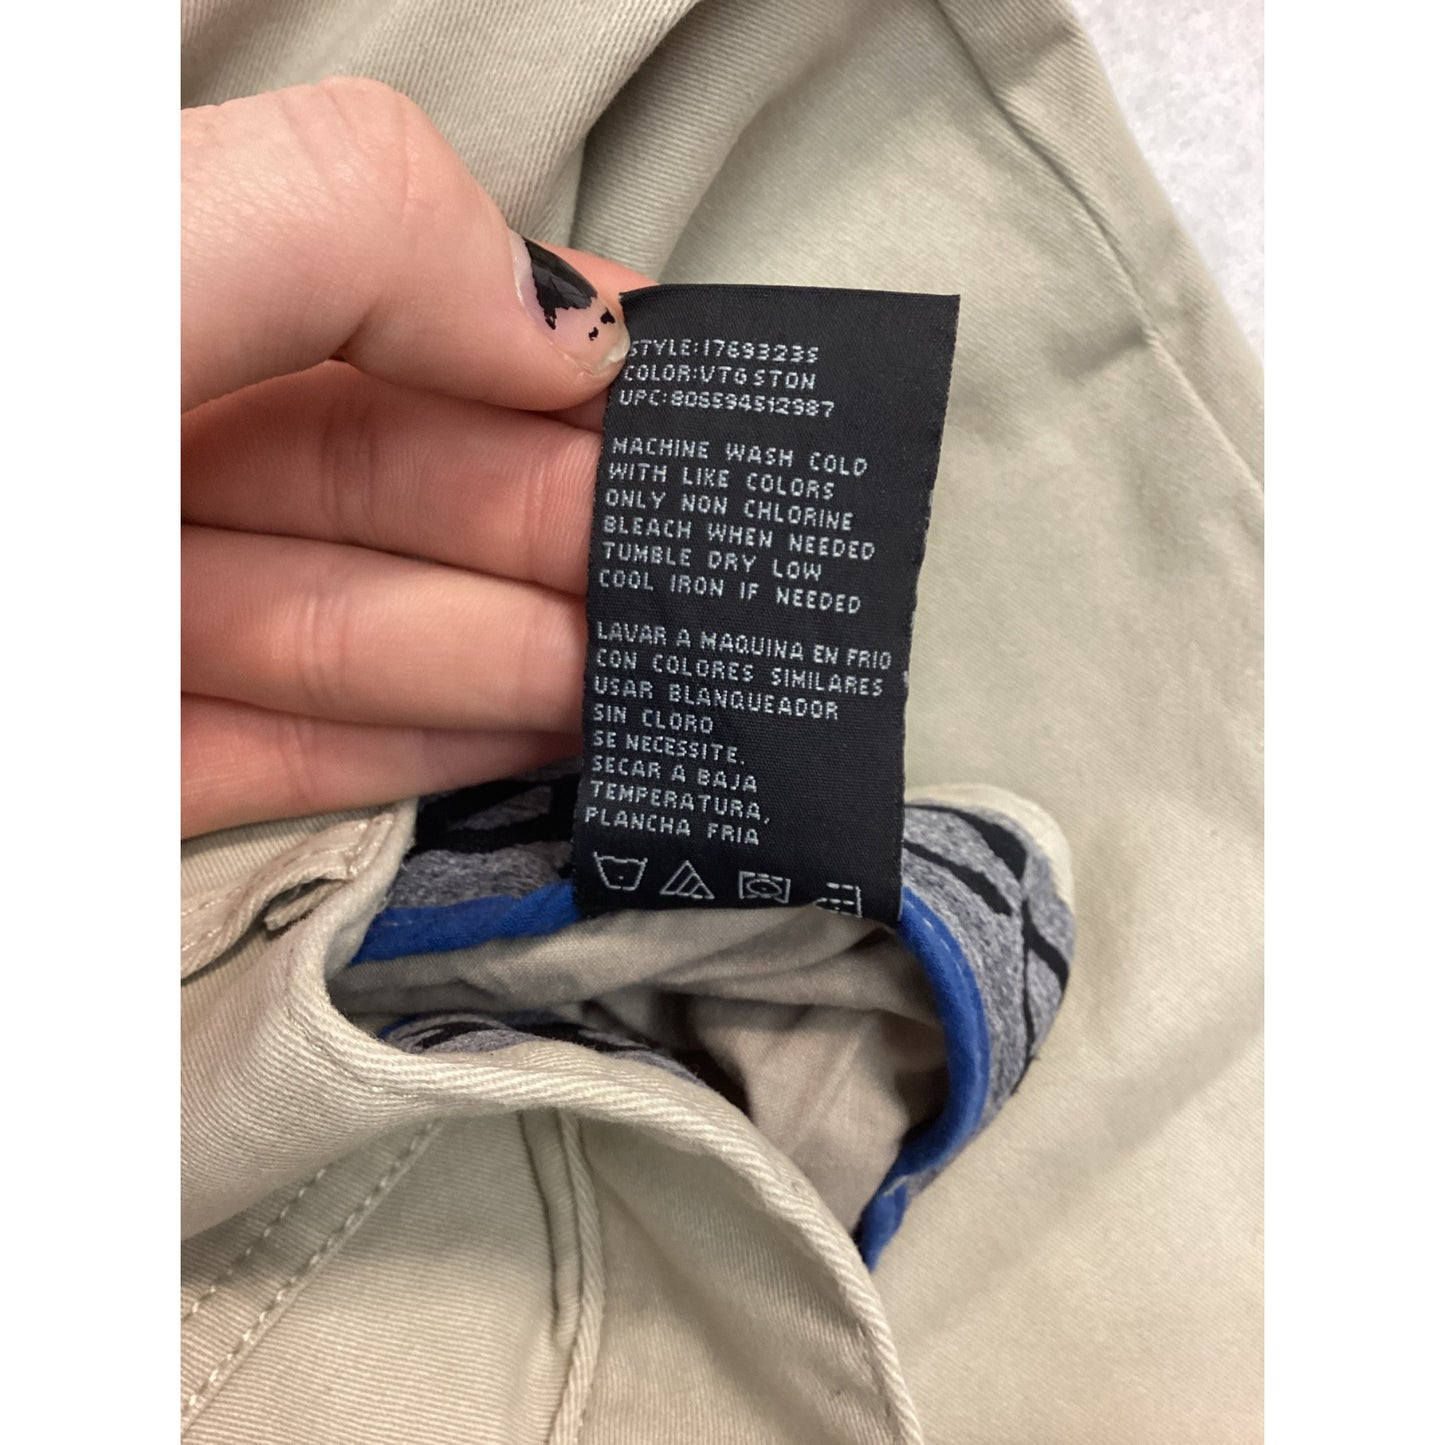 STYLE:1769323S
COLOR:VTG STON
UPC:
MACHINE WASH COLD
WITH LIKE COLORS
ONLY NON CHLORINE
BLEACH WHEN NEEDED
TUMBLE DRY LOW
COOL IRON IF NEEDED
LAVAR A MAQUINA EN FRIO
CON COLORES SIMILARES
USAR BLANQUEADOR
SIN CLORO
SE NECESSITE.
SECAR A BAJA
TEMPERATURA,
PLANCHA FRIA